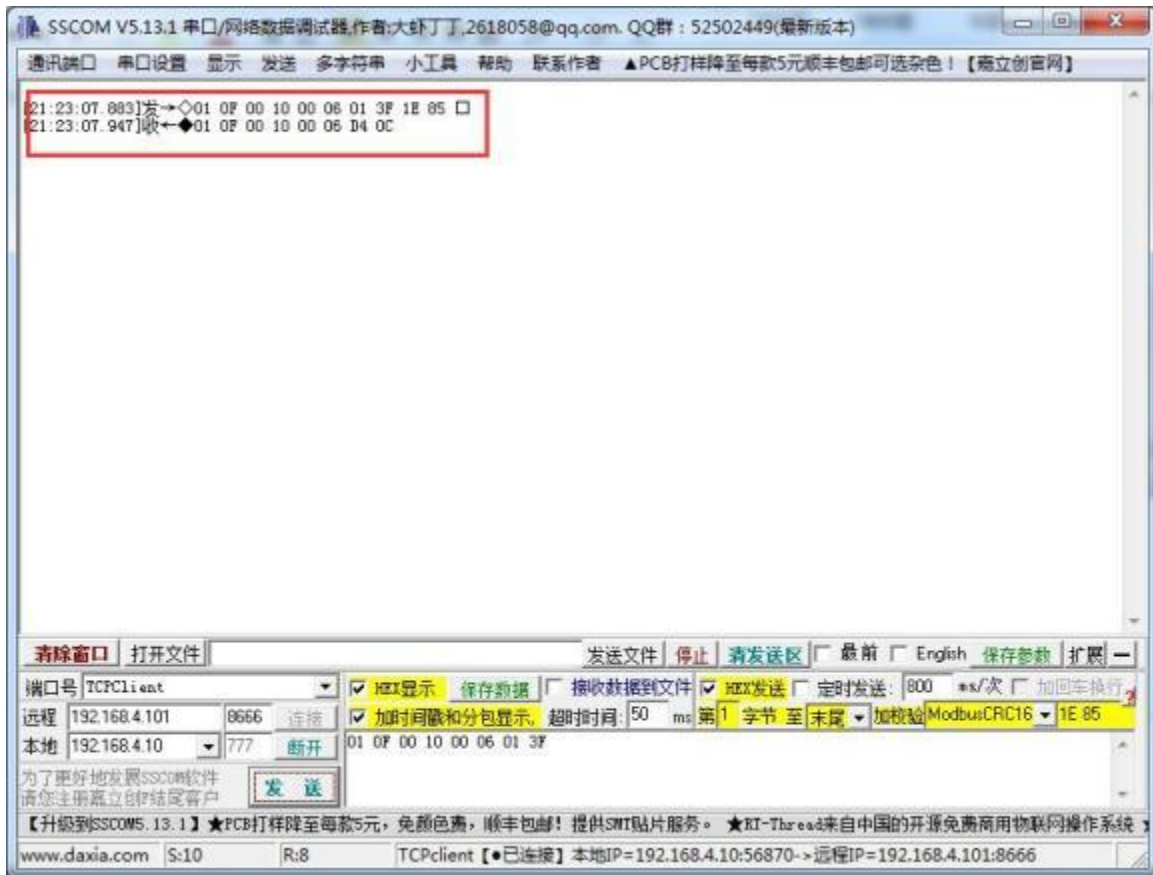 SSCOM V5.13.1 串口/网络数据调试器,作者:大虾丁丁,2618058@qq.com. QQ群：52502449(最新版本)
通讯端口 串口设置 显示 发送 多字符串 小工具 帮助 联系作者 ▲PCB打样降至每款5元顺丰包邮可选杂色！【嘉立创官网】
[21:23:07.883]发→◇01 0F 00 10 00 06 01 3F 1E 85 □
[21:23:07.947]收←◆01 0F 00 10 00 06 D4 0C
清除窗口 打开文件 发送文件 停止 清发送区 最前 English 保存参数 扩展 —
端口号 TCPClient HEX显示 保存数据 接收数据到文件 HEX发送 定时发送: 800 ms/次 加回车换行
远程 192.168.4.101 8666 连接 加时间戳和分包显示, 超时时间: 50 ms 第1 字节 至 末尾 加校验 ModbusCRC16 1E 85
本地 192.168.4.10 777 断开 01 0F 00 10 00 06 01 3F
为了更好地发展SSCOM软件
请您注册嘉立创F结尾客户
发 送
【升级到SSCOM5.13.1】★PCB打样降至每款5元，免颜色费，顺丰包邮！提供SMT贴片服务。 ★RT-Thread来自中国的开源免费商用物联网操作系统
www.daxia.com S:10 R:8 TCPclient【●已连接】本地IP=192.168.4.10:56870->远程IP=192.168.4.101:8666